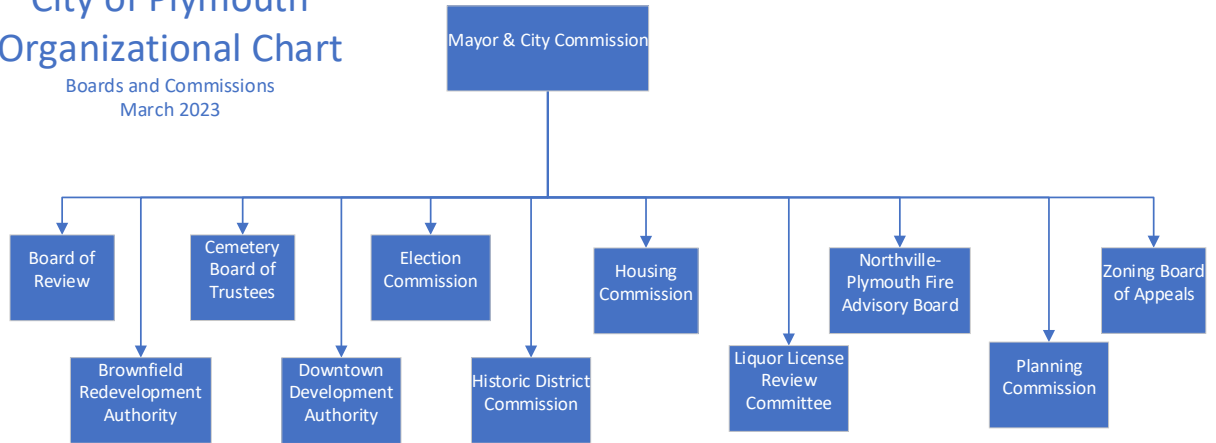 City of Plymouth
Organizational Chart
Boards and Commissions
March 2023
Mayor & City Commission
Board of
Review
Cemetery
Board of
Trustees
Election
Commission
Housing
Commission
Northville-
Plymouth Fire
Advisory Board
Zoning Board
of Appeals
Brownfield
Redevelopment
Authority
Downtown
Development
Authority
Historic District
Commission
Liquor License
Review
Committee
Planning
Commission